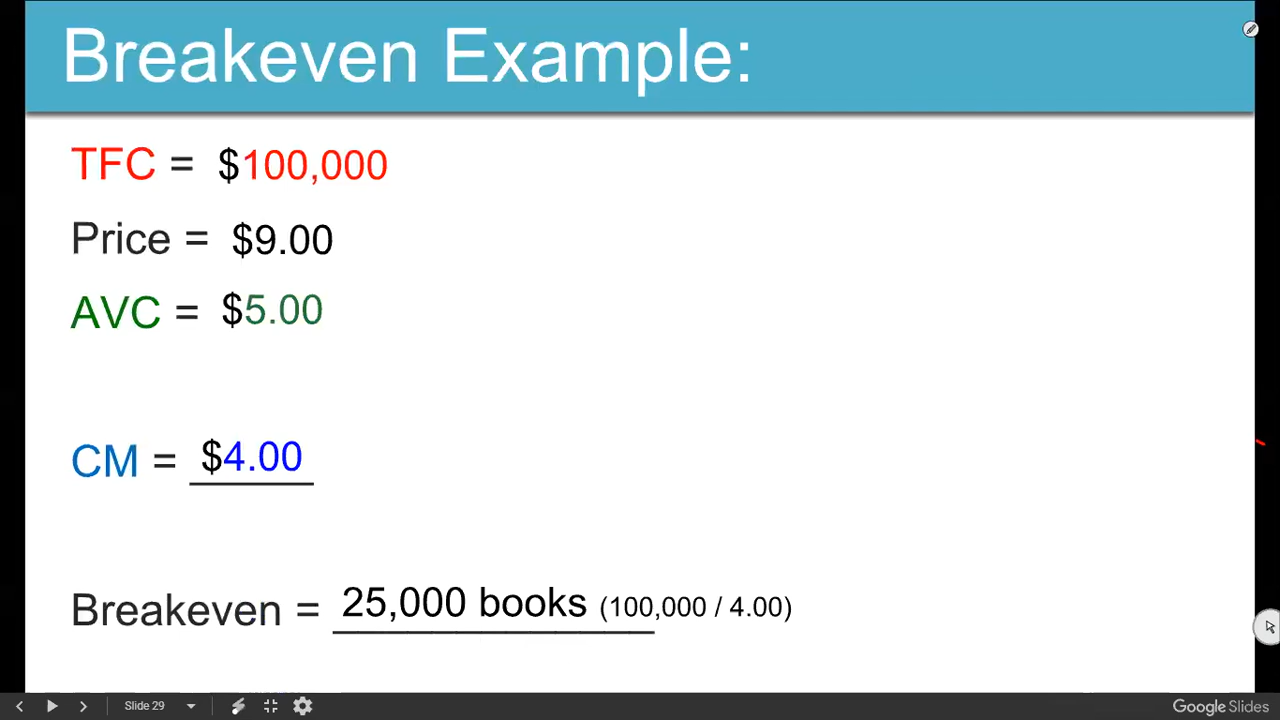 Breakeven Example:
TFC = $100,000
Price = $9.00
AVC = $5.00
CM = $4.00
Breakeven = 25,000 books (100,000 / 4.00)
Slide 29
Google Slides